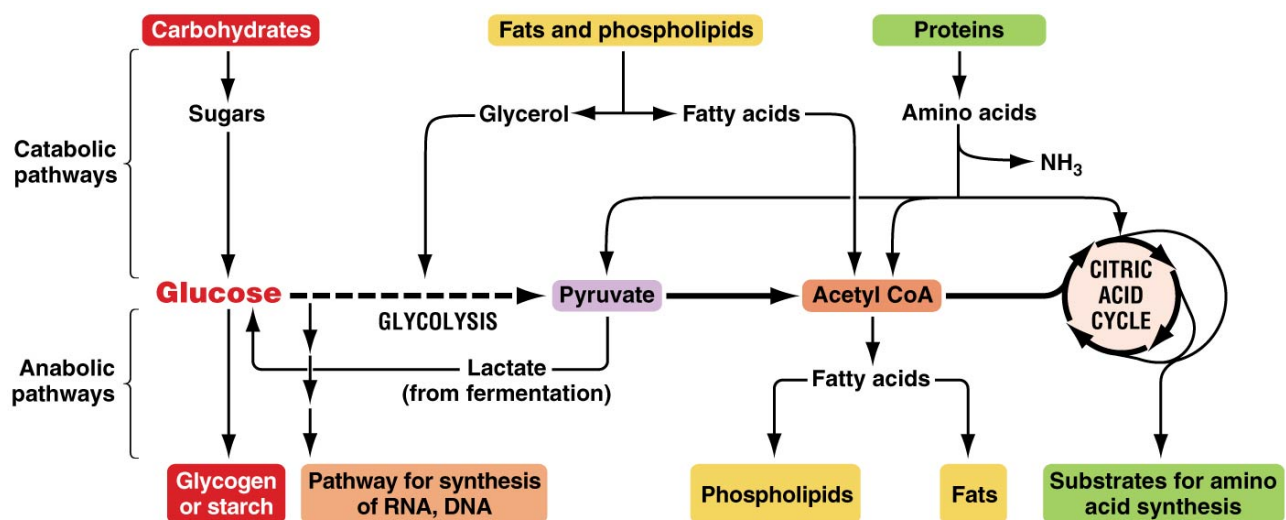 Carbohydrates
Fats and phospholipids
Proteins
Sugars
Glycerol
Fatty acids
Amino acids
NH₃
Catabolic
pathways
Glucose
GLYCOLYSIS
Pyruvate
Acetyl CoA
CITRIC
ACID
CYCLE
Anabolic
pathways
Lactate
(from fermentation)
Fatty acids
Glycogen
or starch
Pathway for synthesis
of RNA, DNA
Phospholipids
Fats
Substrates for amino
acid synthesis